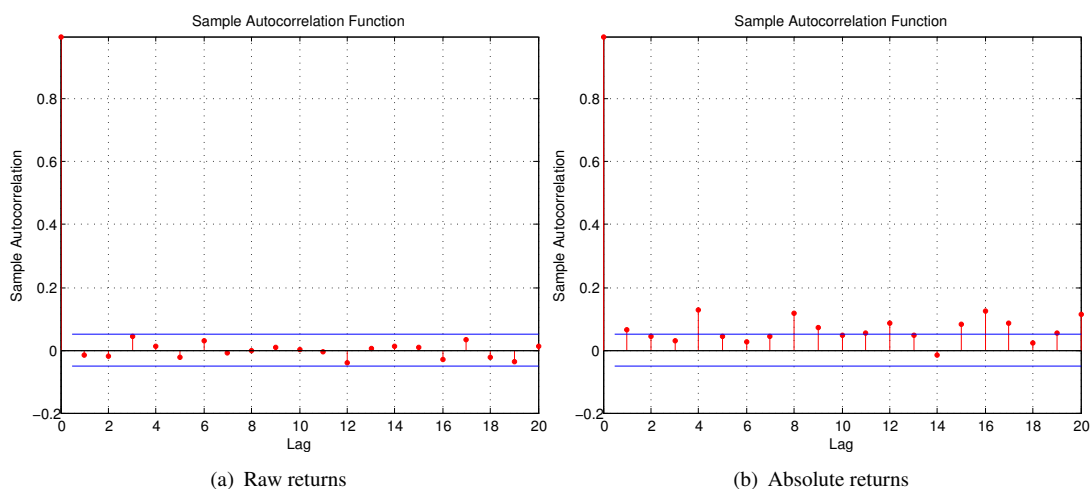 Sample Autocorrelation Function
0.8
0.6
0.4
0.2
0
−0.2
Sample Autocorrelation
0 2 4 6 8 10 12 14 16 18 20
Lag
(a) Raw returns
Sample Autocorrelation Function
0.8
0.6
0.4
0.2
0
−0.2
Sample Autocorrelation
0 2 4 6 8 10 12 14 16 18 20
Lag
(b) Absolute returns